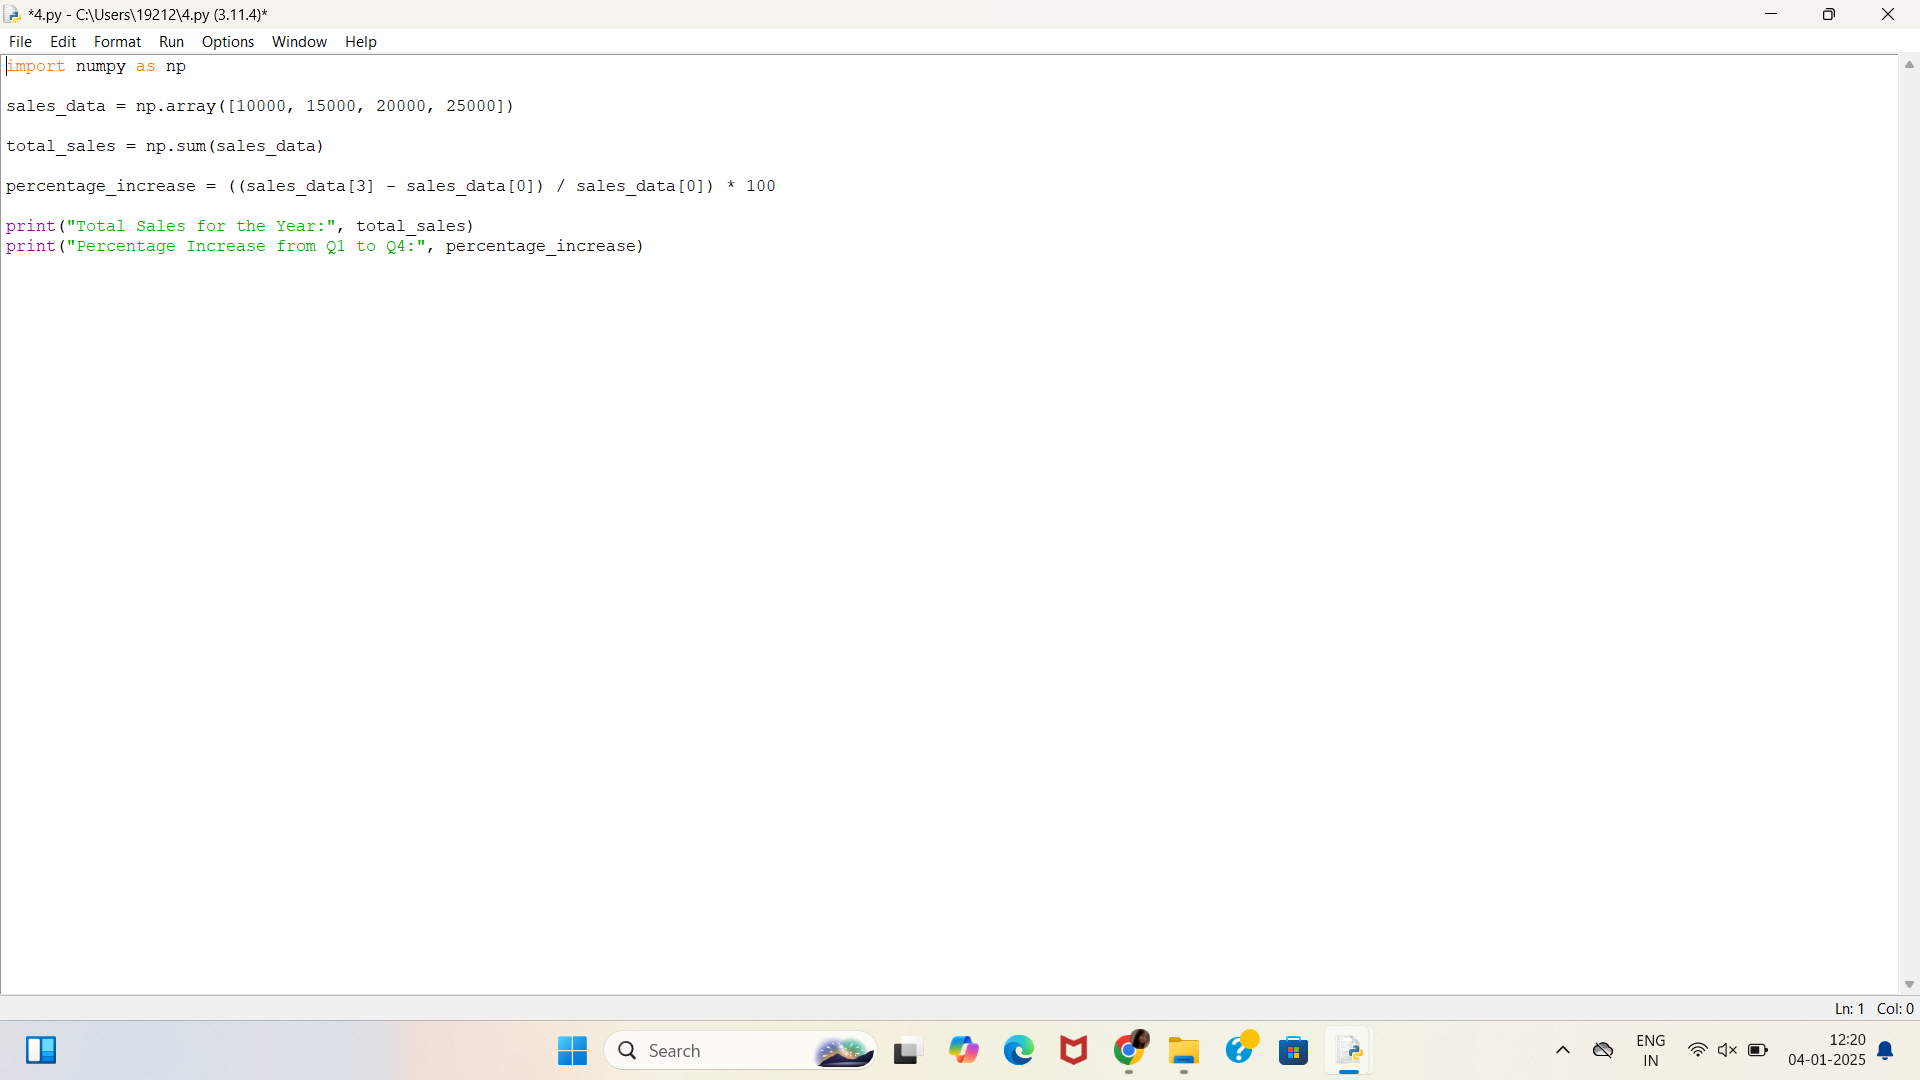 *4.py - C:\Users\19212\4.py (3.11.4)*
File Edit Format Run Options Window Help
import numpy as np
sales_data = np.array([10000, 15000, 20000, 25000])
total_sales = np.sum(sales_data)
percentage_increase = ((sales_data[3] - sales_data[0]) / sales_data[0]) * 100
print("Total Sales for the Year:", total_sales)
print("Percentage Increase from Q1 to Q4:", percentage_increase)
Ln: 1 Col: 0
Search
ENG
IN
12:20
04-01-2025